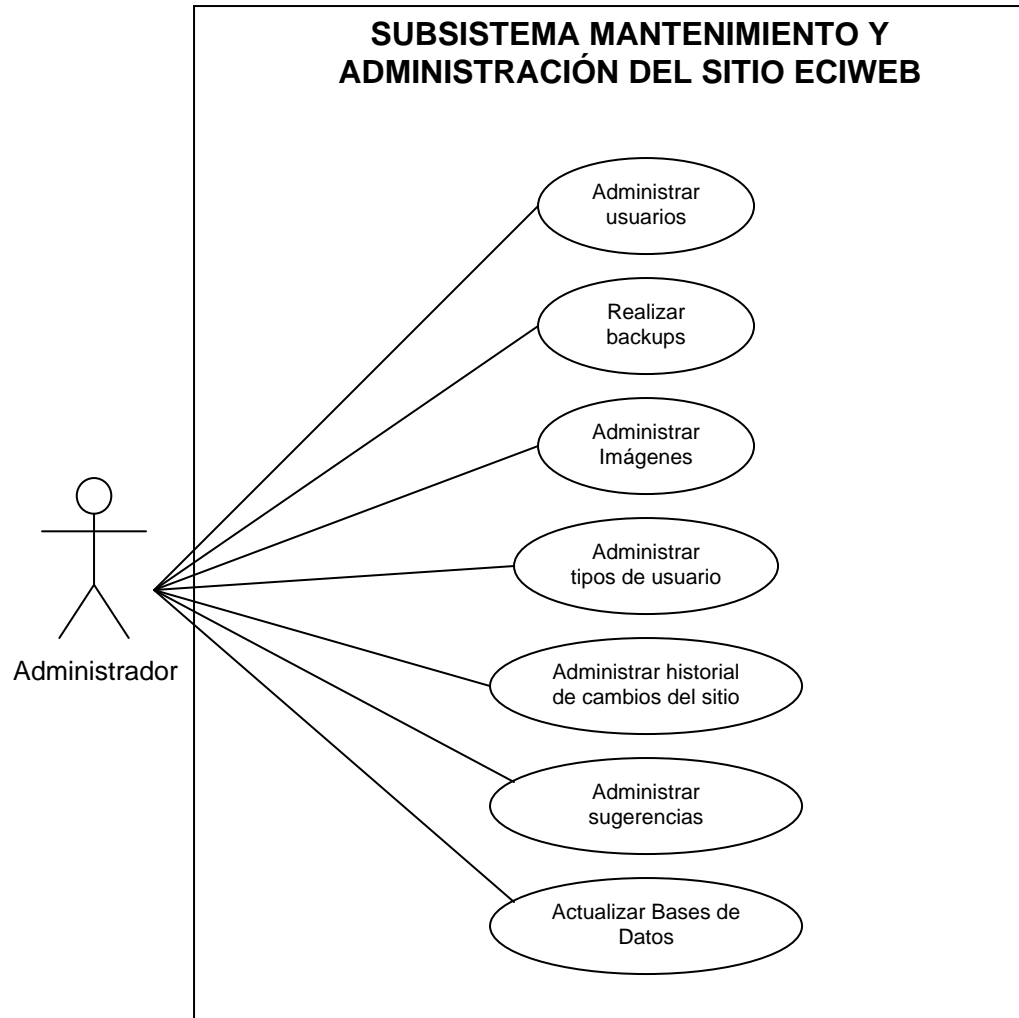 SUBSISTEMA MANTENIMIENTO Y
ADMINISTRACIÓN DEL SITIO ECIWEB
Administrar
usuarios
Realizar
backups
Administrar
Imágenes
Administrar
tipos de usuario
Administrador
Administrar historial
de cambios del sitio
Administrar
sugerencias
Actualizar Bases de
Datos